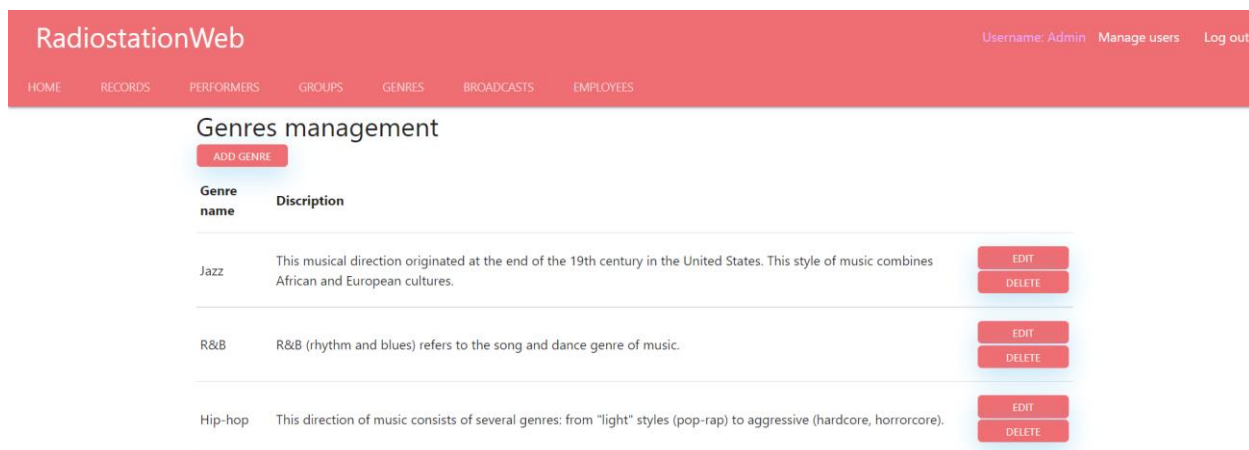 RadiostationWeb
Username: Admin Manage users Log out
HOME RECORDS PERFORMERS GROUPS GENRES BROADCASTS EMPLOYEES
Genres management
ADD GENRE
Genre
name
Discription
Jazz
This musical direction originated at the end of the 19th century in the United States. This style of music combines
African and European cultures.
EDIT
DELETE
R&B
R&B (rhythm and blues) refers to the song and dance genre of music.
EDIT
DELETE
Hip-hop
This direction of music consists of several genres: from "light" styles (pop-rap) to aggressive (hardcore, horrorcore).
EDIT
DELETE